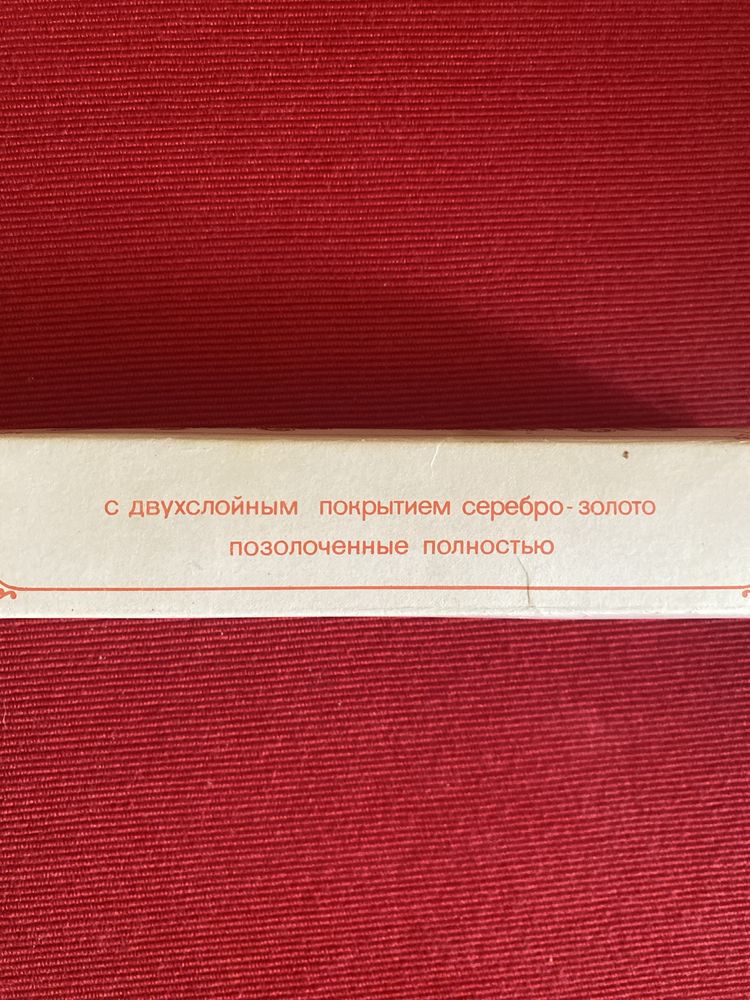 с двухслойным покрытием серебро-золото
позолоченные полностью